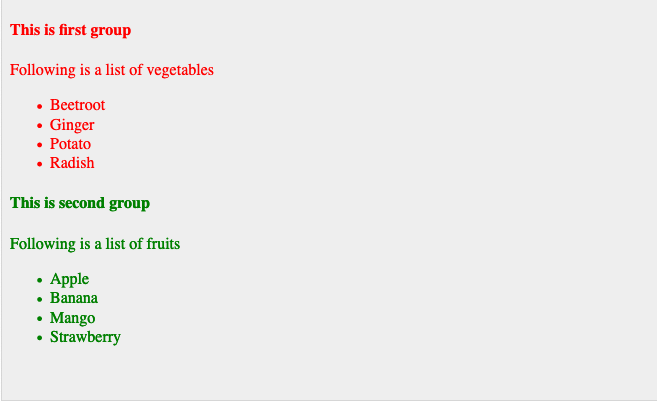 This is first group
Following is a list of vegetables
Beetroot
Ginger
Potato
Radish
This is second group
Following is a list of fruits
Apple
Banana
Mango
Strawberry